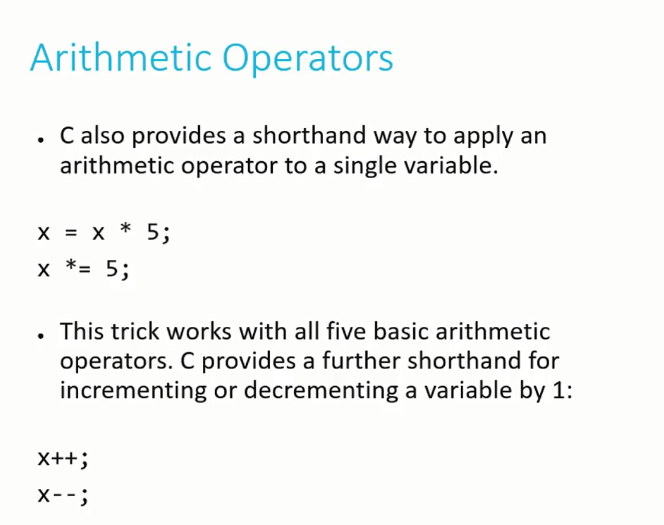 Arithmetic Operators
• C also provides a shorthand way to apply an
arithmetic operator to a single variable.
x = x * 5;
x *= 5;
• This trick works with all five basic arithmetic
operators. C provides a further shorthand for
incrementing or decrementing a variable by 1:
x++;
x--;